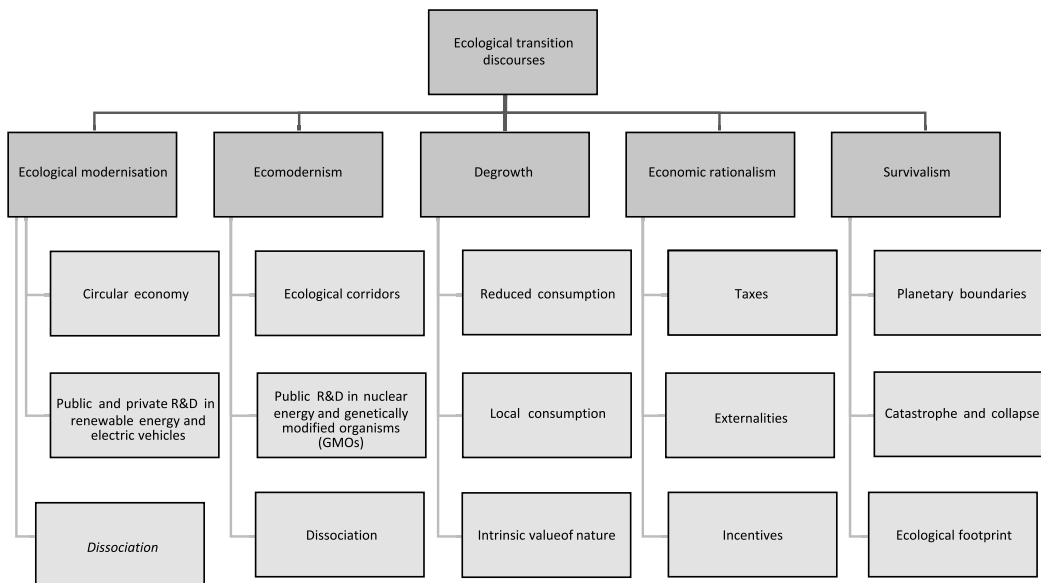 Ecological transition
discourses
Ecological modernisation
Ecomodernism
Degrowth
Economic rationalism
Survivalism
Circular economy
Ecological corridors
Reduced consumption
Taxes
Planetary boundaries
Public and private R&D in
renewable energy and
electric vehicles
Public R&D in nuclear
energy and genetically
modified organisms
(GMOs)
Local consumption
Externalities
Catastrophe and collapse
Dissociation
Dissociation
Intrinsic valueof nature
Incentives
Ecological footprint